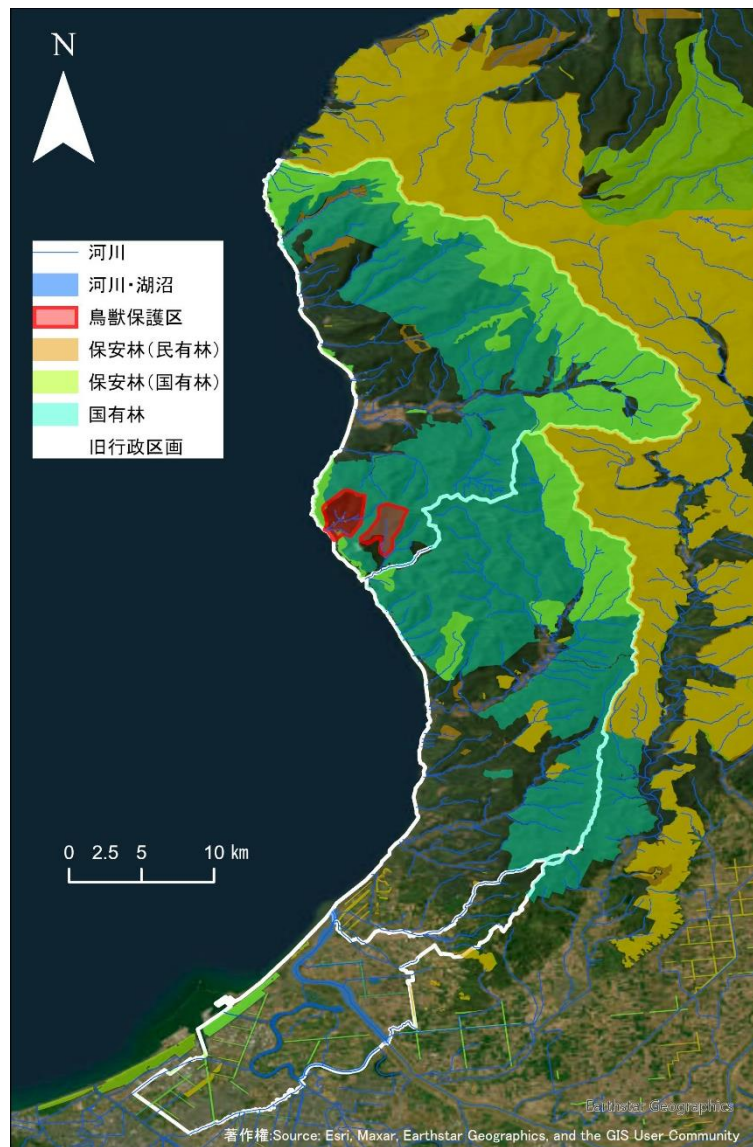 N
河川
河川・湖沼
鳥獣保護区
保安林(民有林)
保安林(国有林)
国有林
旧行政区画
0 2.5 5 10 km
Earthstar Geographics
著作権:Source: Esri, Maxar, Earthstar Geographics, and the GIS User Community